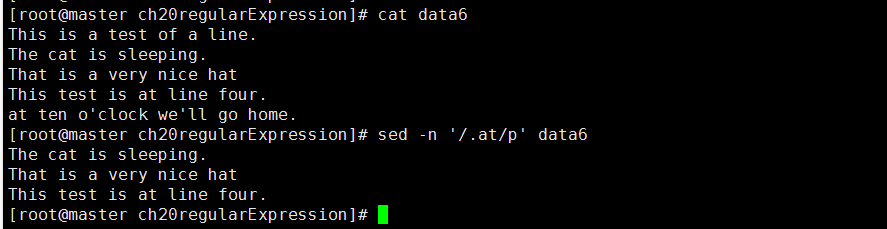 [root@master ch20regularExpression]# cat data6
This is a test of a line.
The cat is sleeping.
That is a very nice hat
This test is at line four.
at ten o'clock we'll go home.
[root@master ch20regularExpression]# sed -n '/.at/p' data6
The cat is sleeping.
That is a very nice hat
This test is at line four.
[root@master ch20regularExpression]#